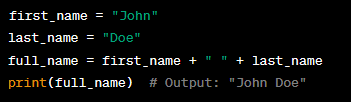 first_name = "John"
last_name = "Doe"
full_name = first_name + " " + last_name
print(full_name)  # Output: "John Doe"